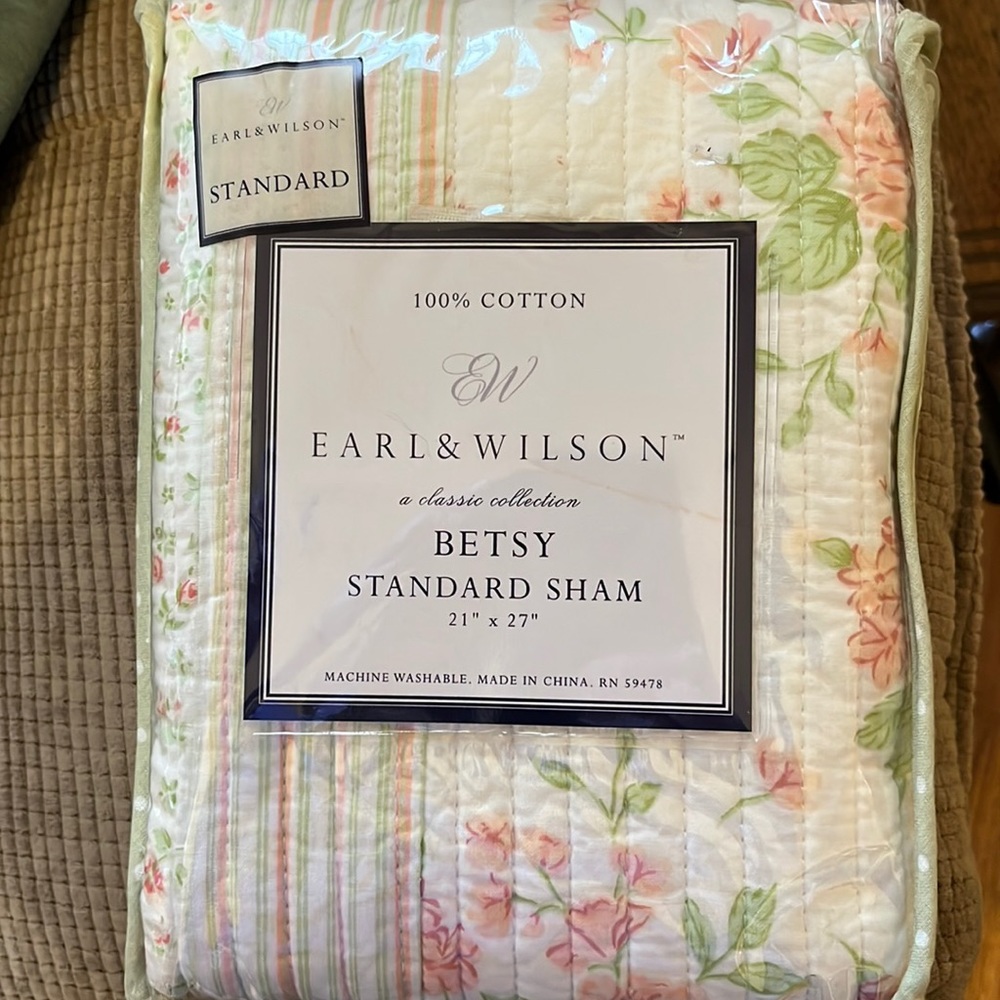 EW
EARL&WILSON™
STANDARD
100% COTTON
EW
EARL&WILSON™
a classic collection
BETSY
STANDARD SHAM
21" x 27"
MACHINE WASHABLE. MADE IN CHINA. RN 59478